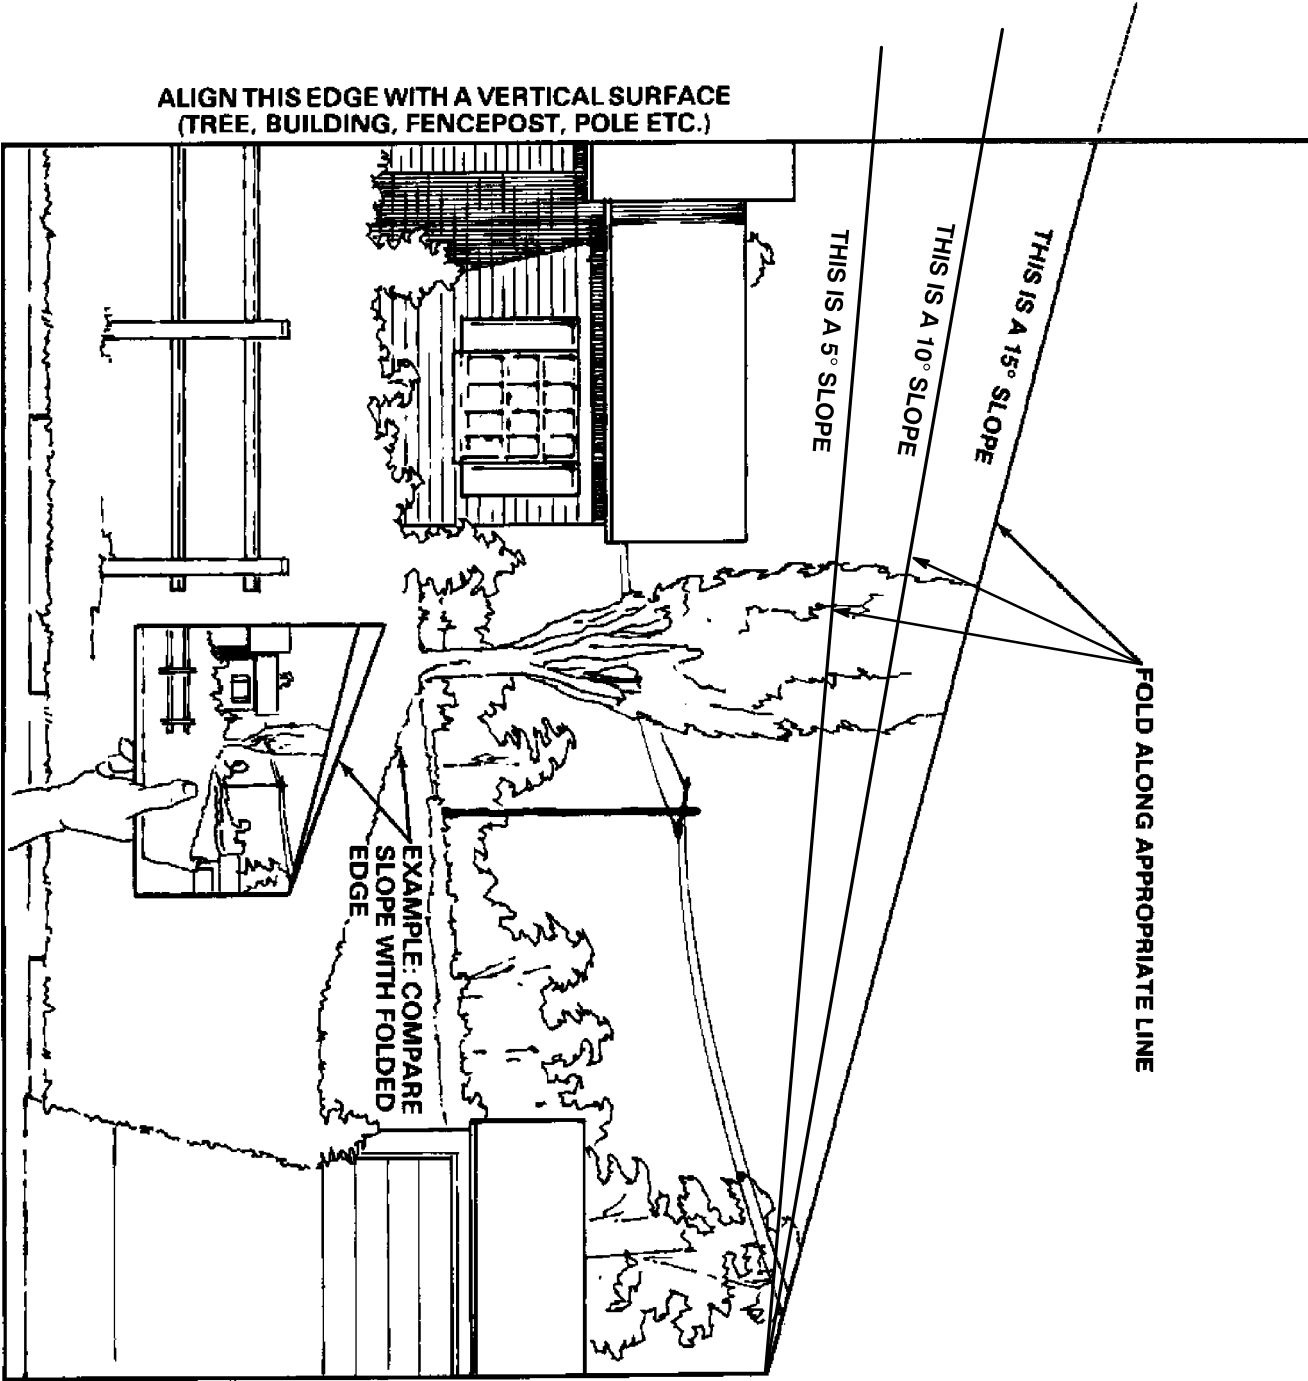 ALIGN THIS EDGE WITH A VERTICAL SURFACE
(TREE, BUILDING, FENCEPOST, POLE ETC.)
THIS IS A 15° SLOPE
THIS IS A 10° SLOPE
THIS IS A 5° SLOPE
FOLD ALONG APPROPRIATE LINE
EXAMPLE: COMPARE
SLOPE WITH FOLDED
EDGE